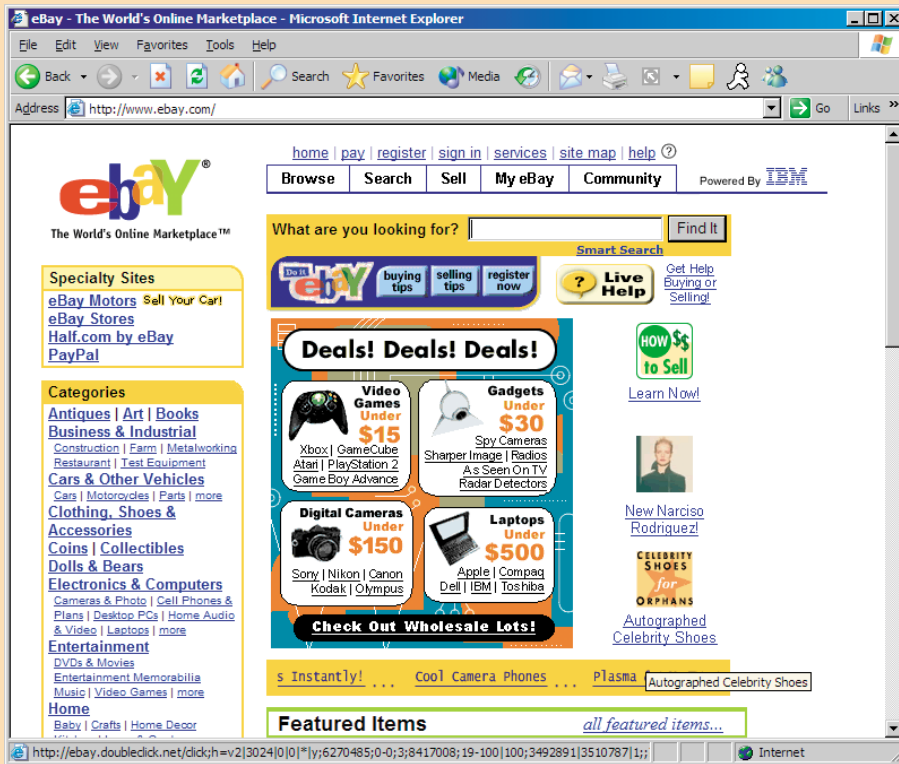 eBay - The World's Online Marketplace - Microsoft Internet Explorer
File Edit View Favorites Tools Help
Back Search Favorites Media
Address http://www.ebay.com/ Go Links »
home | pay | register | sign in | services | site map | help ?
Browse Search Sell My eBay Community Powered By IBM
ebaY®
The World's Online Marketplace™
What are you looking for? Find It
Smart Search
Do it ebaY buying tips selling tips register now
? Live Help
Get Help
Buying or
Selling!
Specialty Sites
eBay Motors Sell Your Car!
eBay Stores
Half.com by eBay
PayPal
Categories
Antiques | Art | Books
Business & Industrial
Construction | Farm | Metalworking
Restaurant | Test Equipment
Cars & Other Vehicles
Cars | Motorcycles | Parts | more
Clothing, Shoes &
Accessories
Coins | Collectibles
Dolls & Bears
Electronics & Computers
Cameras & Photo | Cell Phones &
Plans | Desktop PCs | Home Audio
& Video | Laptops | more
Entertainment
DVDs & Movies
Entertainment Memorabilia
Music | Video Games | more
Home
Baby | Crafts | Home Decor
Deals! Deals! Deals!
Video
Games
Under
$15
Xbox | GameCube
Atari | PlayStation 2
Game Boy Advance
Gadgets
Under
$30
Spy Cameras
Sharper Image | Radios
As Seen On TV
Radar Detectors
Digital Cameras
Under
$150
Sony | Nikon | Canon
Kodak | Olympus
Laptops
Under
$500
Apple | Compaq
Dell | IBM | Toshiba
Check Out Wholesale Lots!
HOW $$
to Sell
Learn Now!
New Narciso
Rodriquez!
CELEBRITY
SHOES
for
ORPHANS
Autographed
Celebrity Shoes
s Instantly! ... Cool Camera Phones ... Plasma
Autographed Celebrity Shoes
Featured Items all featured items...
http://ebay.doubleclick.net/click;h=v2|3024|0|0|*|y;6270485;0-0;3;8417008;19-100|100;3492891|3510787|1;; Internet